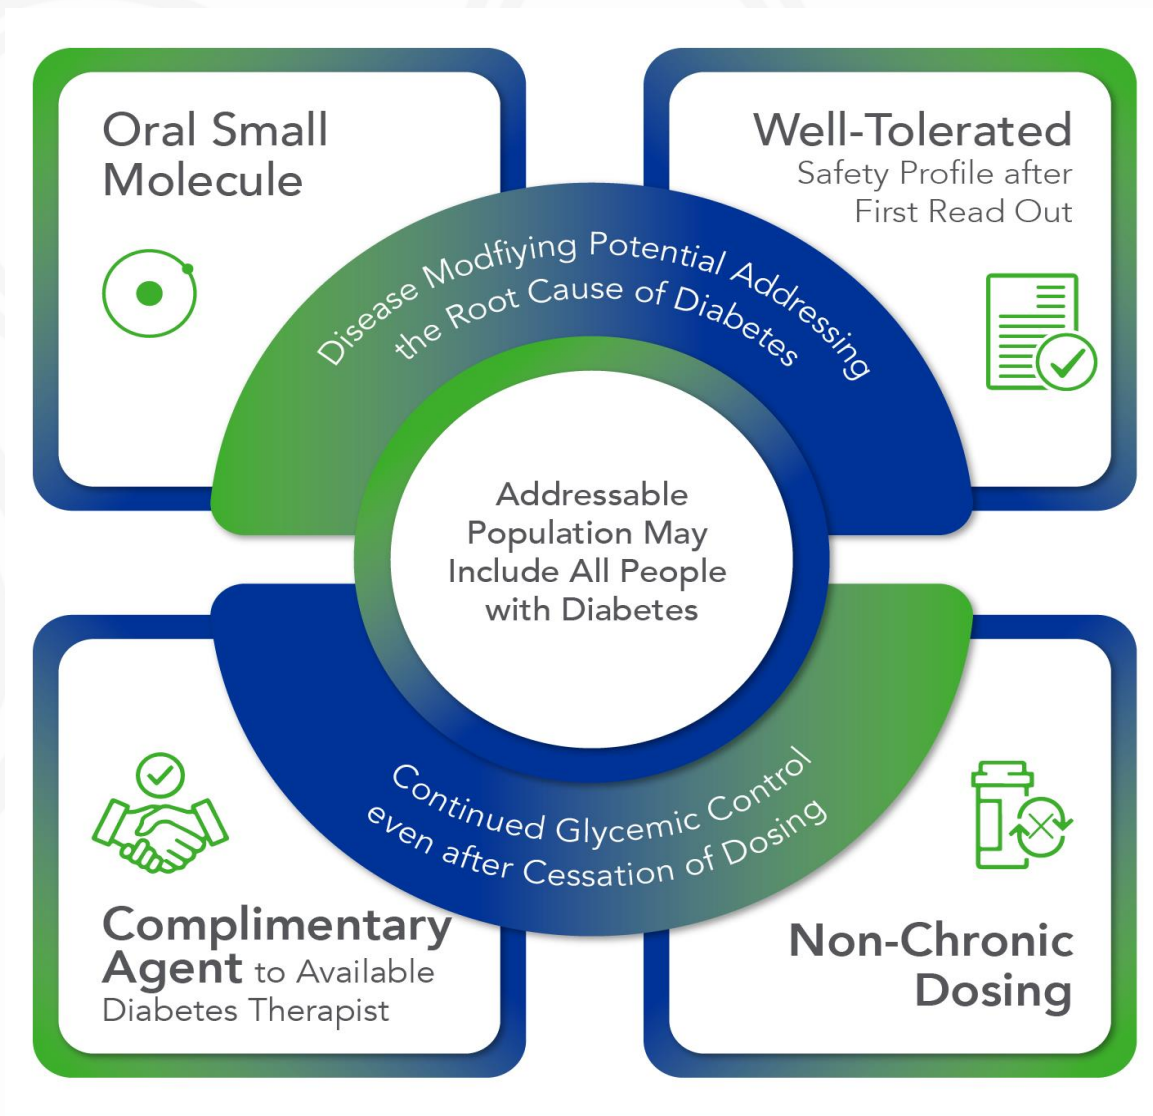 Oral Small
Molecule
Well-Tolerated
Safety Profile after
First Read Out
Disease Modfiying Potential Addressing
the Root Cause of Diabetes
Addressable
Population May
Include All People
with Diabetes
Continued Glycemic Control
even after Cessation of Dosing
Complimentary
Agent to Available
Diabetes Therapist
Non-Chronic
Dosing